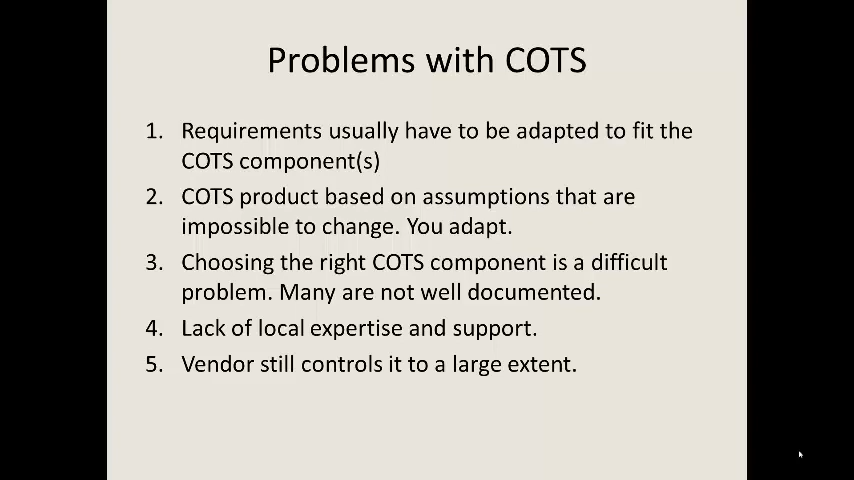 Problems with COTS
1. Requirements usually have to be adapted to fit the
COTS component(s)
2. COTS product based on assumptions that are
impossible to change. You adapt.
3. Choosing the right COTS component is a difficult
problem. Many are not well documented.
4. Lack of local expertise and support.
5. Vendor still controls it to a large extent.